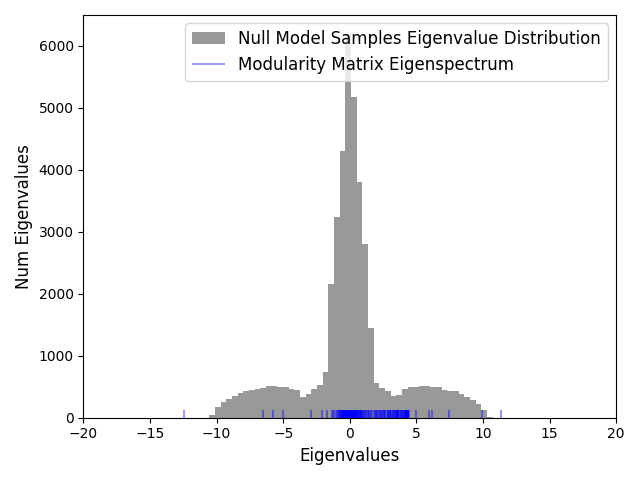 Null Model Samples Eigenvalue Distribution
Modularity Matrix Eigenspectrum
6000
5000
4000
3000
2000
1000
0
Num Eigenvalues
−20 −15 −10 −5 0 5 10 15 20
Eigenvalues